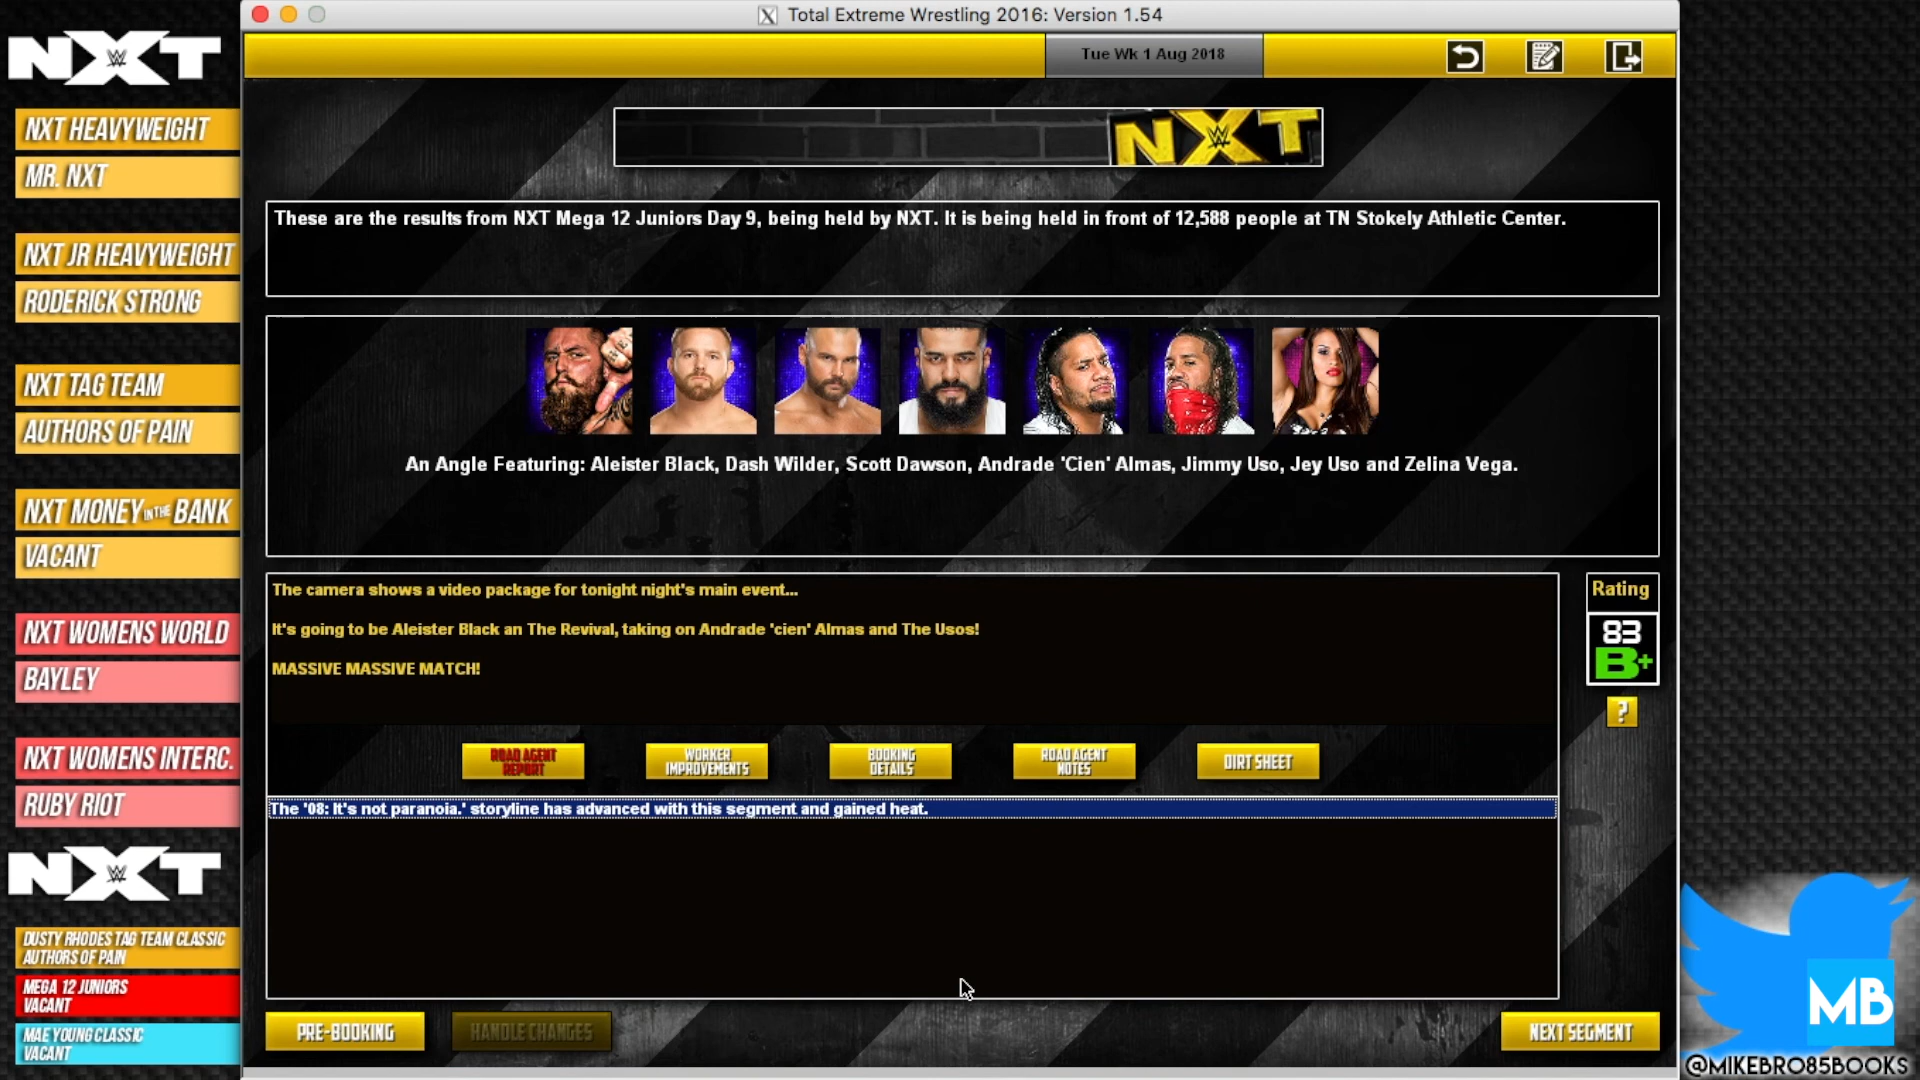 Total Extreme Wrestling 2016: Version 1.54
Tue Wk 1 Aug 2018
NXT
NXT HEAVYWEIGHT
MR. NXT
NXT JR HEAVYWEIGHT
RODERICK STRONG
NXT TAG TEAM
AUTHORS OF PAIN
NXT MONEY IN THE BANK
VACANT
NXT WOMENS WORLD
BAYLEY
NXT WOMENS INTERC.
RUBY RIOT
NXT
DUSTY RHODES TAG TEAM CLASSIC
AUTHORS OF PAIN
MEGA 12 JUNIORS
VACANT
MAE YOUNG CLASSIC
VACANT
NXT
These are the results from NXT Mega 12 Juniors Day 9, being held by NXT. It is being held in front of 12,588 people at TN Stokely Athletic Center.
An Angle Featuring: Aleister Black, Dash Wilder, Scott Dawson, Andrade 'Cien' Almas, Jimmy Uso, Jey Uso and Zelina Vega.
The camera shows a video package for tonight night's main event...
It's going to be Aleister Black an The Revival, taking on Andrade 'cien' Almas and The Usos!
MASSIVE MASSIVE MATCH!
Rating
83
B+
?
ROAD AGENT
REPORT
WORKER
IMPROVEMENTS
BOOKING
DETAILS
ROAD AGENT
NOTES
DIRT SHEET
The '08: It's not paranoia.' storyline has advanced with this segment and gained heat.
PRE-BOOKING
HANDLE CHANGES
NEXT SEGMENT
MB
@MIKEBRO85BOOKS